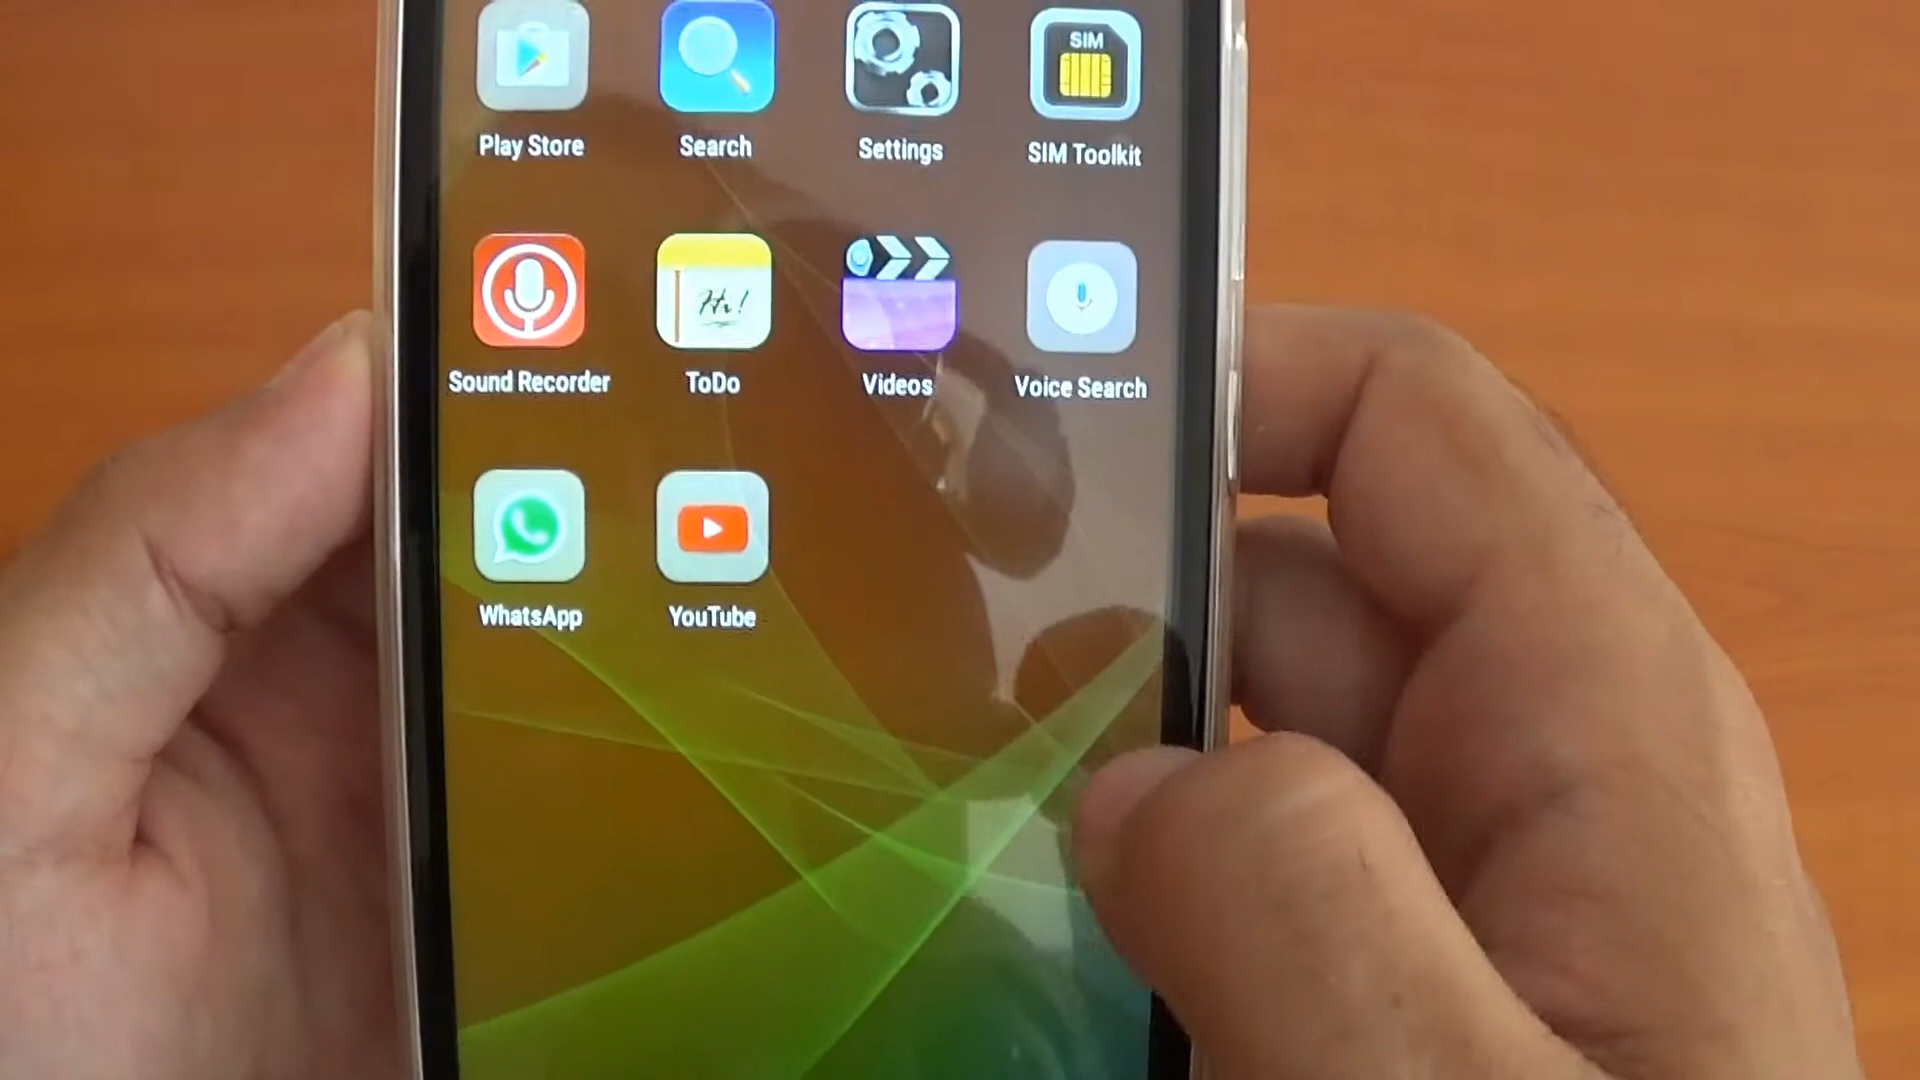 SIM
Play Store
Search
Settings
SIM Toolkit
Hi!
Sound Recorder
ToDo
Videos
Voice Search
WhatsApp
YouTube